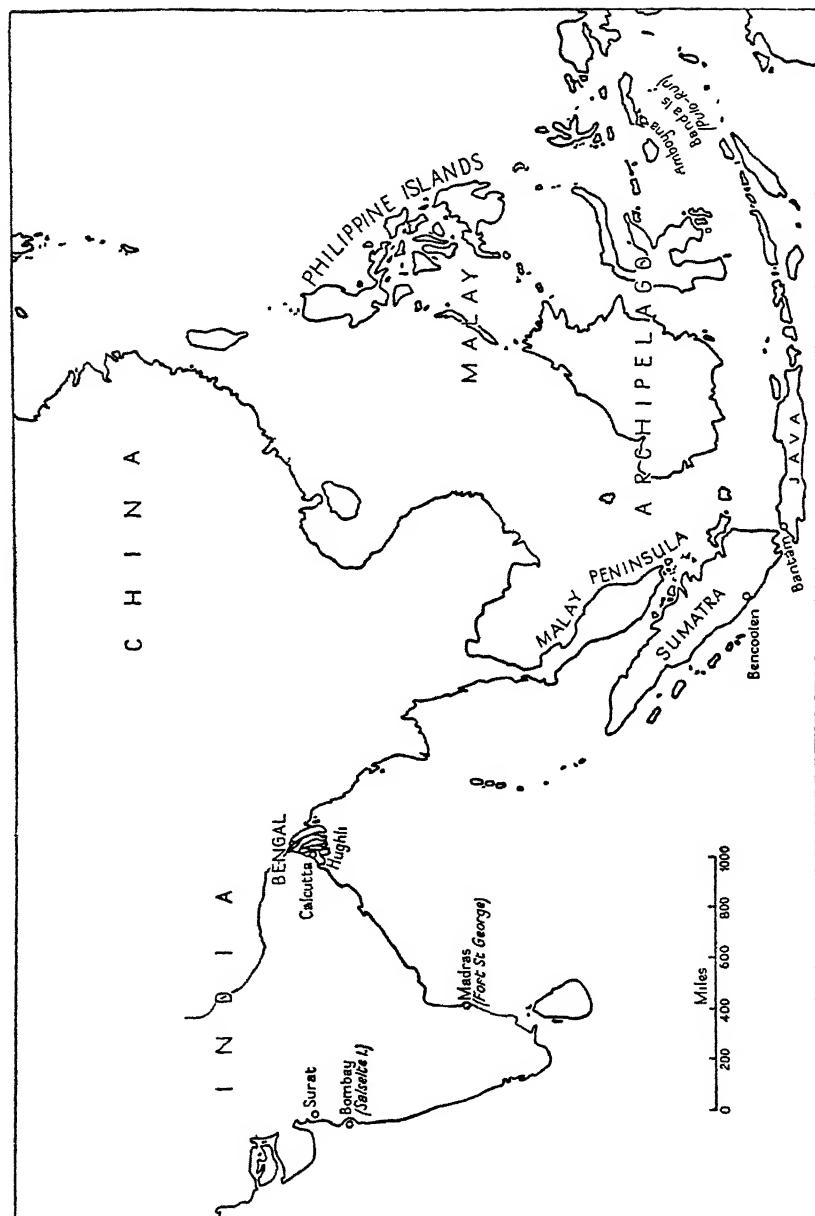 CHINA
INDIA
BENGAL
Calcutta
Hughli
Surat
Bombay
(Salsette I.)
Madras
(Fort St George)
PHILIPPINE ISLANDS
MALAY
ARCHIPELAGO
MALAY PENINSULA
SUMATRA
Bencoolen
Bantam
JAVA
Amboyna
Banda Is
(Pulo-Run)
0 200 400 600 800 1000
Miles